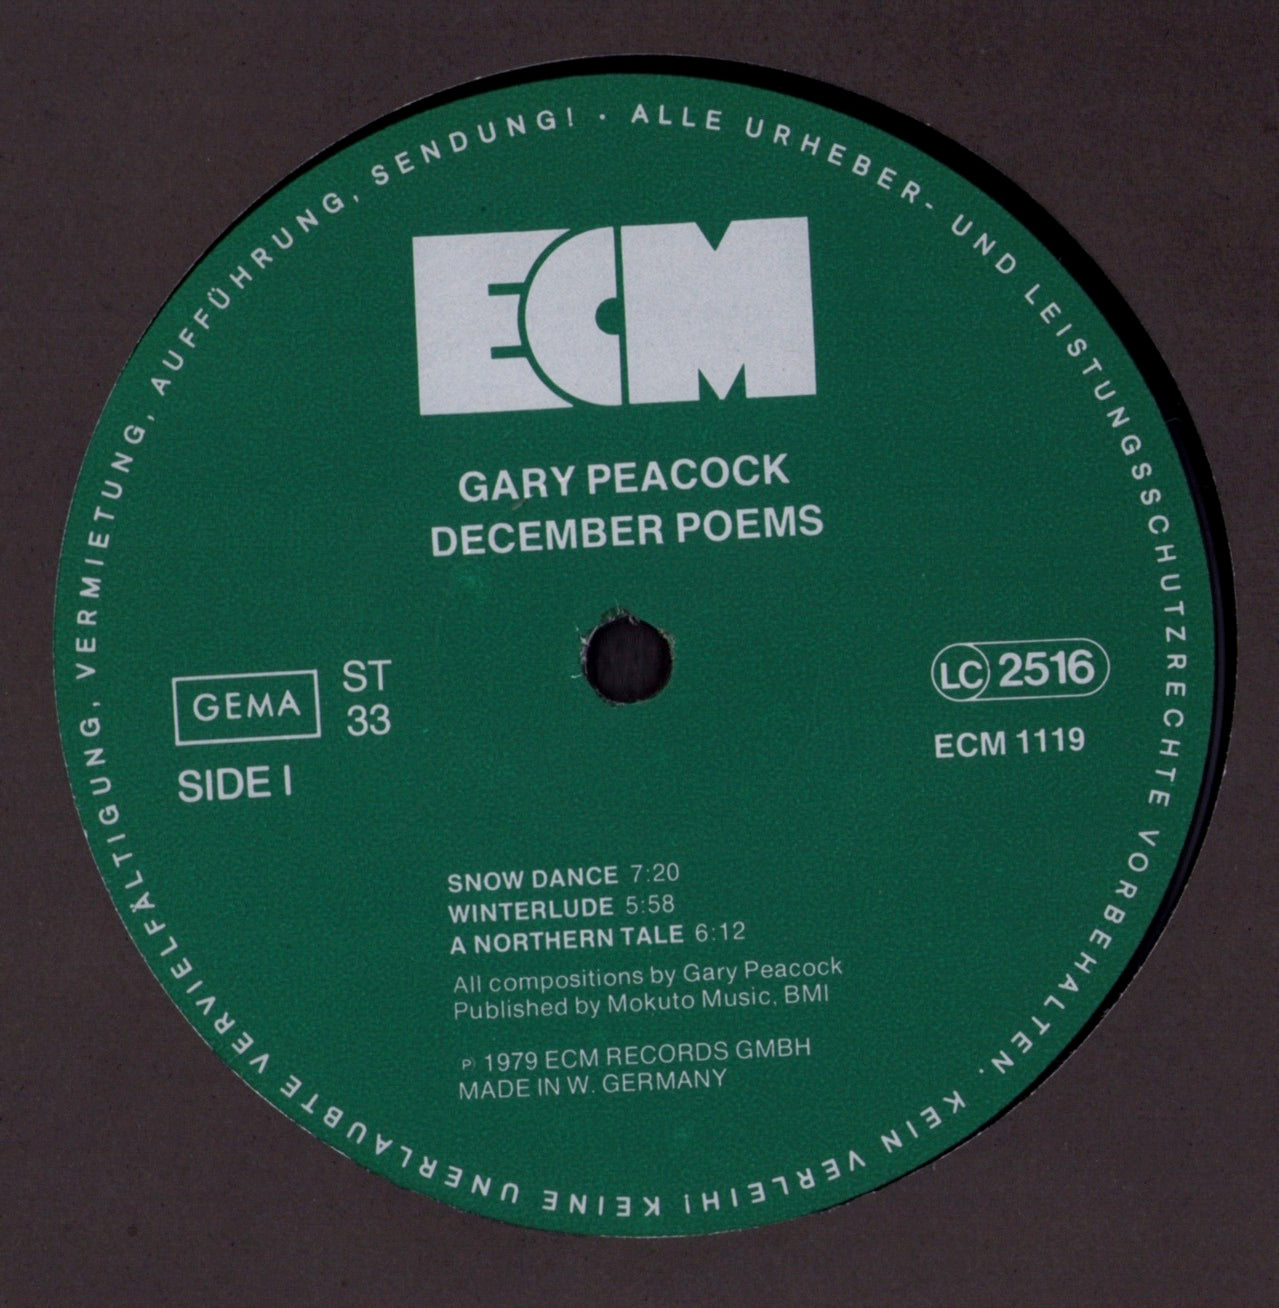 ALLE URHEBER- UND LEISTUNGSSCHUTZRECHTE VORBEHALTEN. KEIN VERLEIH! KEINE UNERLAUBTE VERVIELFÄLTIGUNG, VERMIETUNG, AUFFÜHRUNG, SENDUNG! ·
ECM
GARY PEACOCK
DECEMBER POEMS
GEMA
ST
33
SIDE I
LC 2516
ECM 1119
SNOW DANCE 7:20
WINTERLUDE 5:58
A NORTHERN TALE 6:12
All compositions by Gary Peacock
Published by Mokuto Music, BMI
℗ 1979 ECM RECORDS GMBH
MADE IN W. GERMANY